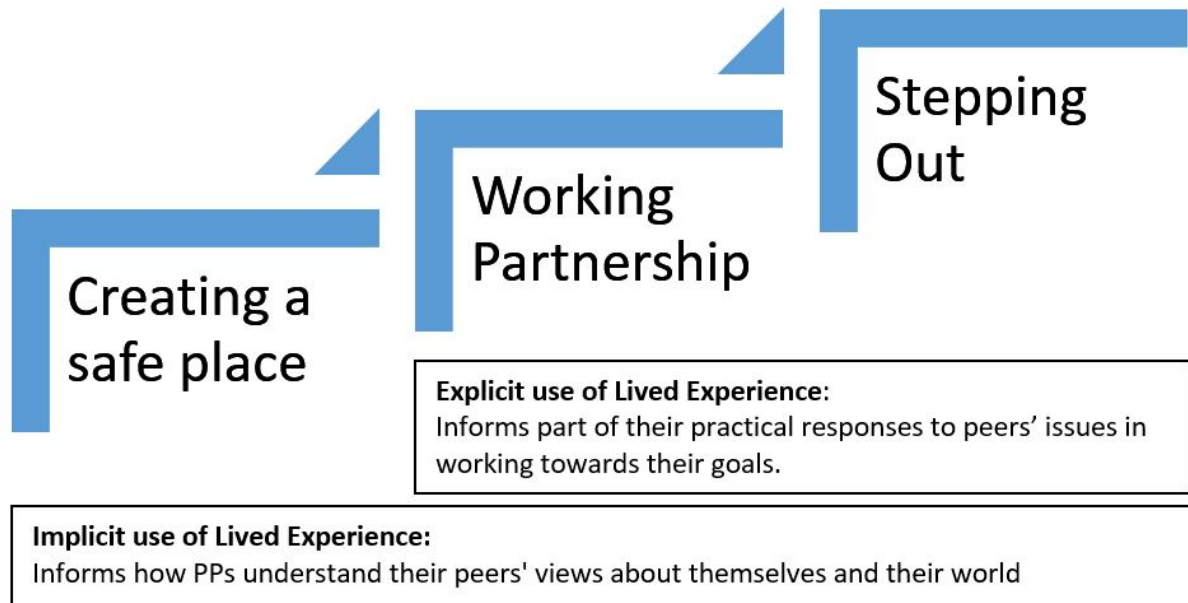 Stepping
Out
Working
Partnership
Creating a
safe place
Explicit use of Lived Experience:
Informs part of their practical responses to peers’ issues in
working towards their goals.
Implicit use of Lived Experience:
Informs how PPs understand their peers' views about themselves and their world